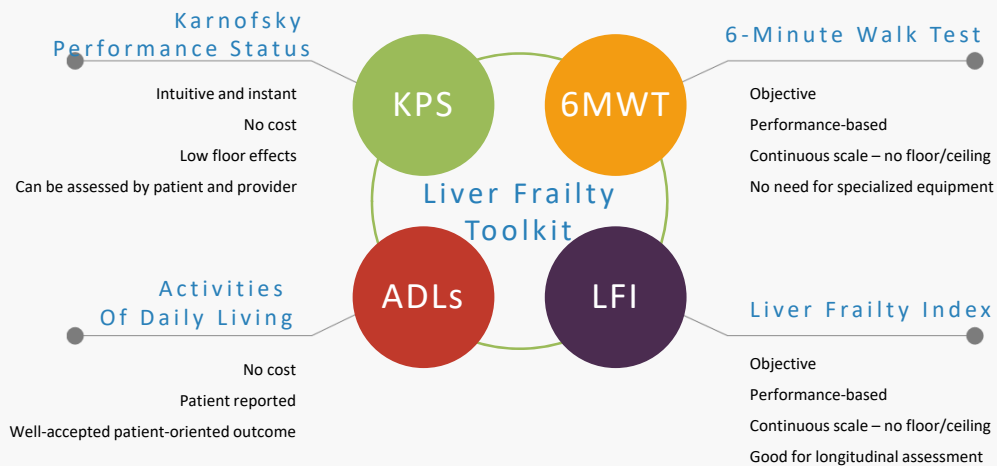 Karnofsky
Performance Status
Intuitive and instant
No cost
Low floor effects
Can be assessed by patient and provider
KPS
6MWT
6-Minute Walk Test
Objective
Performance-based
Continuous scale – no floor/ceiling
No need for specialized equipment
Liver Frailty
Toolkit
Activities
Of Daily Living
No cost
Patient reported
Well-accepted patient-oriented outcome
ADLs
LFI
Liver Frailty Index
Objective
Performance-based
Continuous scale – no floor/ceiling
Good for longitudinal assessment